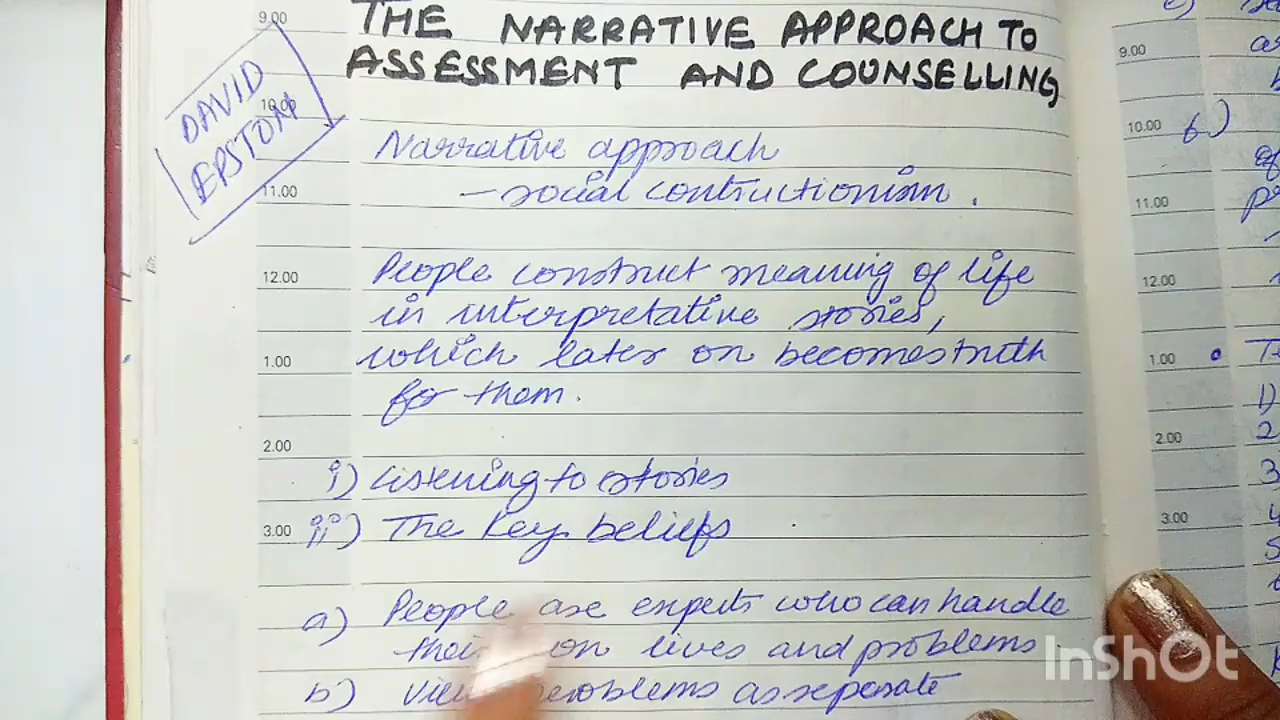 THE NARRATIVE APPROACH TO
ASSESSMENT AND COUNSELLING
DAVID
EPSTON
Narrative approach
- social contructionism.
People construct meaning of life
in interpretative stories,
which later on becomes truth
for them.
i) Listening to stories
ii) The key beliefs
a) People are experts who can handle
on lives and problems
b) problems as seperate
9.00
10.00
11.00
12.00
1.00
2.00
3.00
9.00
10.00 6)
11.00
12.00
1.00
1)
2.00 2
3
3.00
InShOt